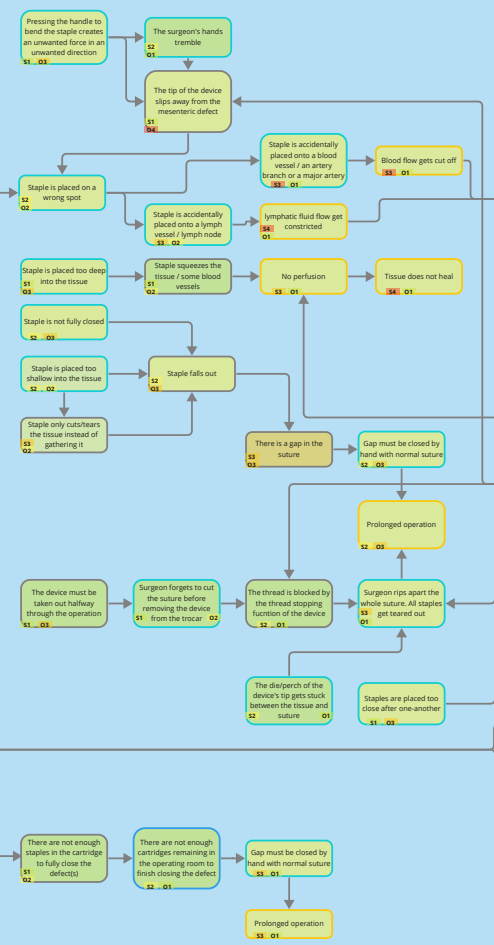 Pressing the handle to
bend the staple creates
an unwanted force in an
unwanted direction
S1 O3
The surgeon's hands
tremble
S2
O1
The tip of the device
slips away from the
mesenteric defect
S1
O4
Staple is accidentally
placed onto a blood
vessel / an artery
branch or a major artery
S3 O1
Blood flow gets cut off
S3 O1
Staple is placed on a
wrong spot
S2
O2
Staple is accidentally
placed onto a lymph
vessel / lymph node
S3 O2
lymphatic fluid flow get
constricted
S4
O1
Staple is placed too deep
into the tissue
S1
O3
Staple squeezes the
tissue / some blood
vessels
S1
O2
No perfusion
S3 O1
Tissue does not heal
S4 O1
Staple is not fully closed
S2 O3
Staple is placed too
shallow into the tissue
S2 O2
Staple falls out
S2
O3
Staple only cuts/tears
the tissue instead of
gathering it
S3
O2
There is a gap in the
suture
S3
O3
Gap must be closed by
hand with normal suture
S2 O3
Prolonged operation
S2 O3
The device must be
taken out halfway
through the operation
S1 O3
Surgeon forgets to cut
the suture before
removing the device
from the trocar
S1 O2
The thread is blocked by
the thread stopping
fucntion of the device
S2 O1
Surgeon rips apart the
whole suture. All staples
get teared out
S3
O1
The die/perch of the
device's tip gets stuck
between the tissue and
suture
S2 O1
Staples are placed too
close after one-another
S1 O3
There are not enough
staples in the cartridge
to fully close the
defect(s)
S1
O2
There are not enough
cartridges remaining in
the operating room to
finish closing the defect
S2 O1
Gap must be closed by
hand with normal suture
S3 O1
Prolonged operation
S3 O1